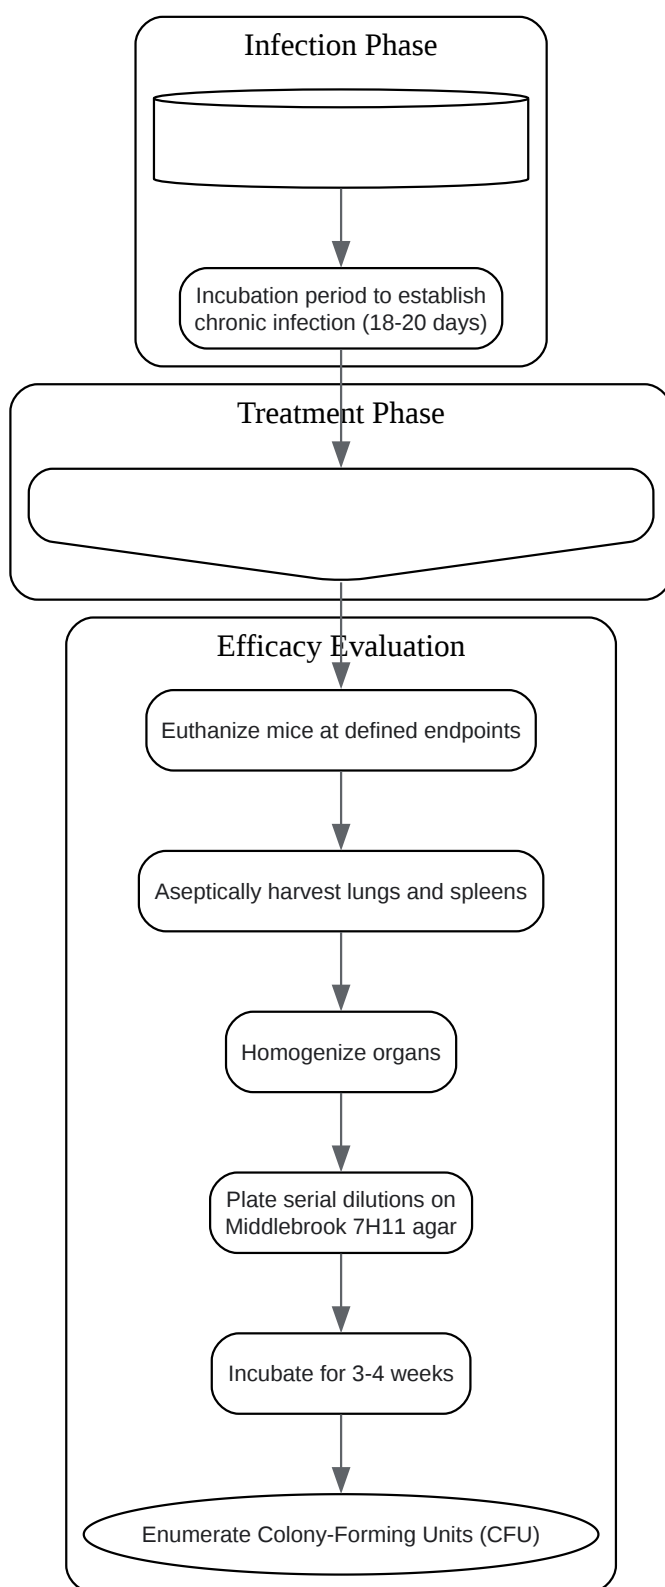 Infection Phase
Incubation period to establish
chronic infection (18-20 days)
Treatment Phase
Efficacy Evaluation
Euthanize mice at defined endpoints
Aseptically harvest lungs and spleens
Homogenize organs
Plate serial dilutions on
Middlebrook 7H11 agar
Incubate for 3-4 weeks
Enumerate Colony-Forming Units (CFU)